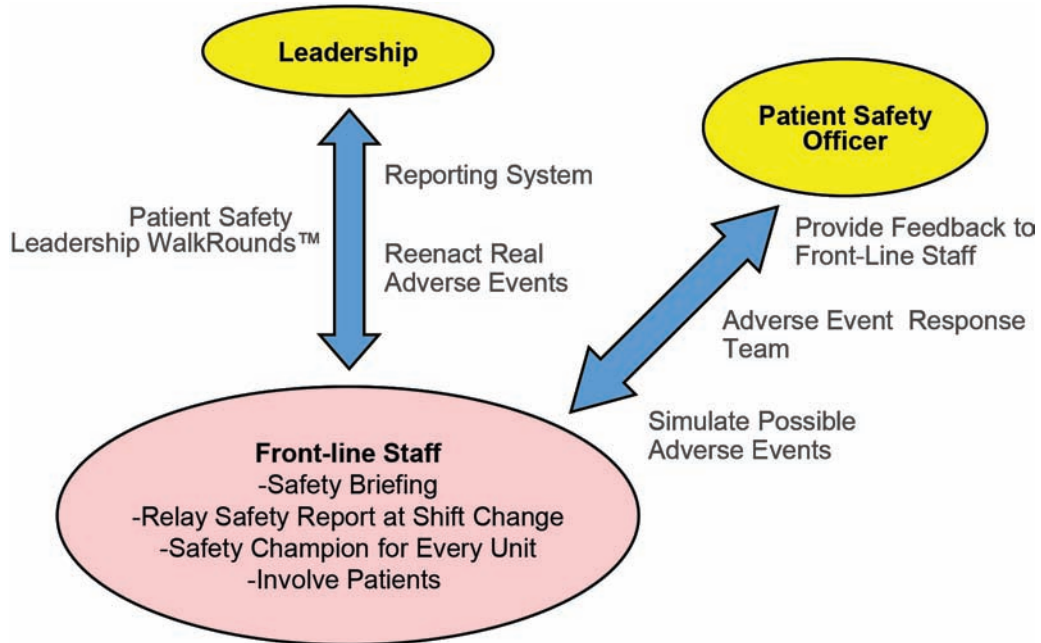 Leadership
Patient Safety
Officer
Reporting System
Patient Safety
Leadership WalkRounds™
Reenact Real
Adverse Events
Provide Feedback to
Front-Line Staff
Adverse Event Response
Team
Simulate Possible
Adverse Events
Front-line Staff
-Safety Briefing
-Relay Safety Report at Shift Change
-Safety Champion for Every Unit
-Involve Patients